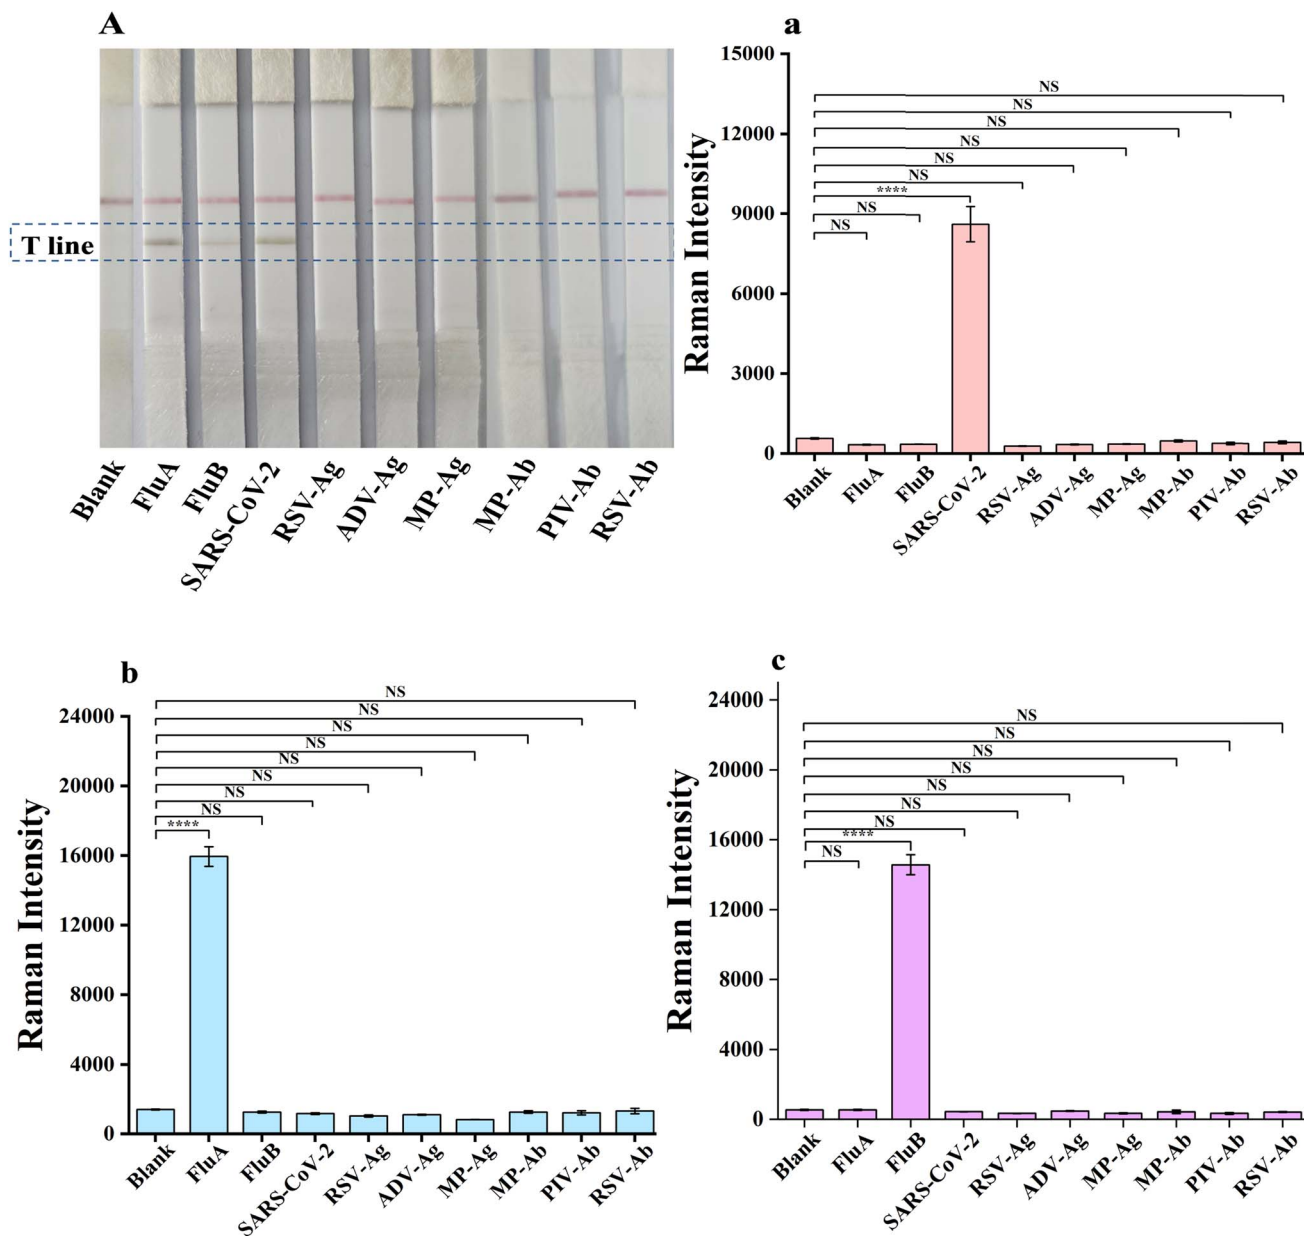 A
T line
Blank
FluA
FluB
SARS-CoV-2
RSV-Ag
ADV-Ag
MP-Ag
MP-Ab
PIV-Ab
RSV-Ab
a
Raman Intensity
15000
12000
9000
6000
3000
0
NS
NS
NS
NS
NS
NS
****
NS
NS
Blank
FluA
FluB
SARS-CoV-2
RSV-Ag
ADV-Ag
MP-Ag
MP-Ab
PIV-Ab
RSV-Ab
b
Raman Intensity
24000
20000
16000
12000
8000
4000
0
NS
NS
NS
NS
NS
NS
NS
NS
****
Blank
FluA
FluB
SARS-CoV-2
RSV-Ag
ADV-Ag
MP-Ag
MP-Ab
PIV-Ab
RSV-Ab
c
Raman Intensity
24000
20000
16000
12000
8000
4000
0
NS
NS
NS
NS
NS
NS
NS
****
NS
Blank
FluA
FluB
SARS-CoV-2
RSV-Ag
ADV-Ag
MP-Ag
MP-Ab
PIV-Ab
RSV-Ab